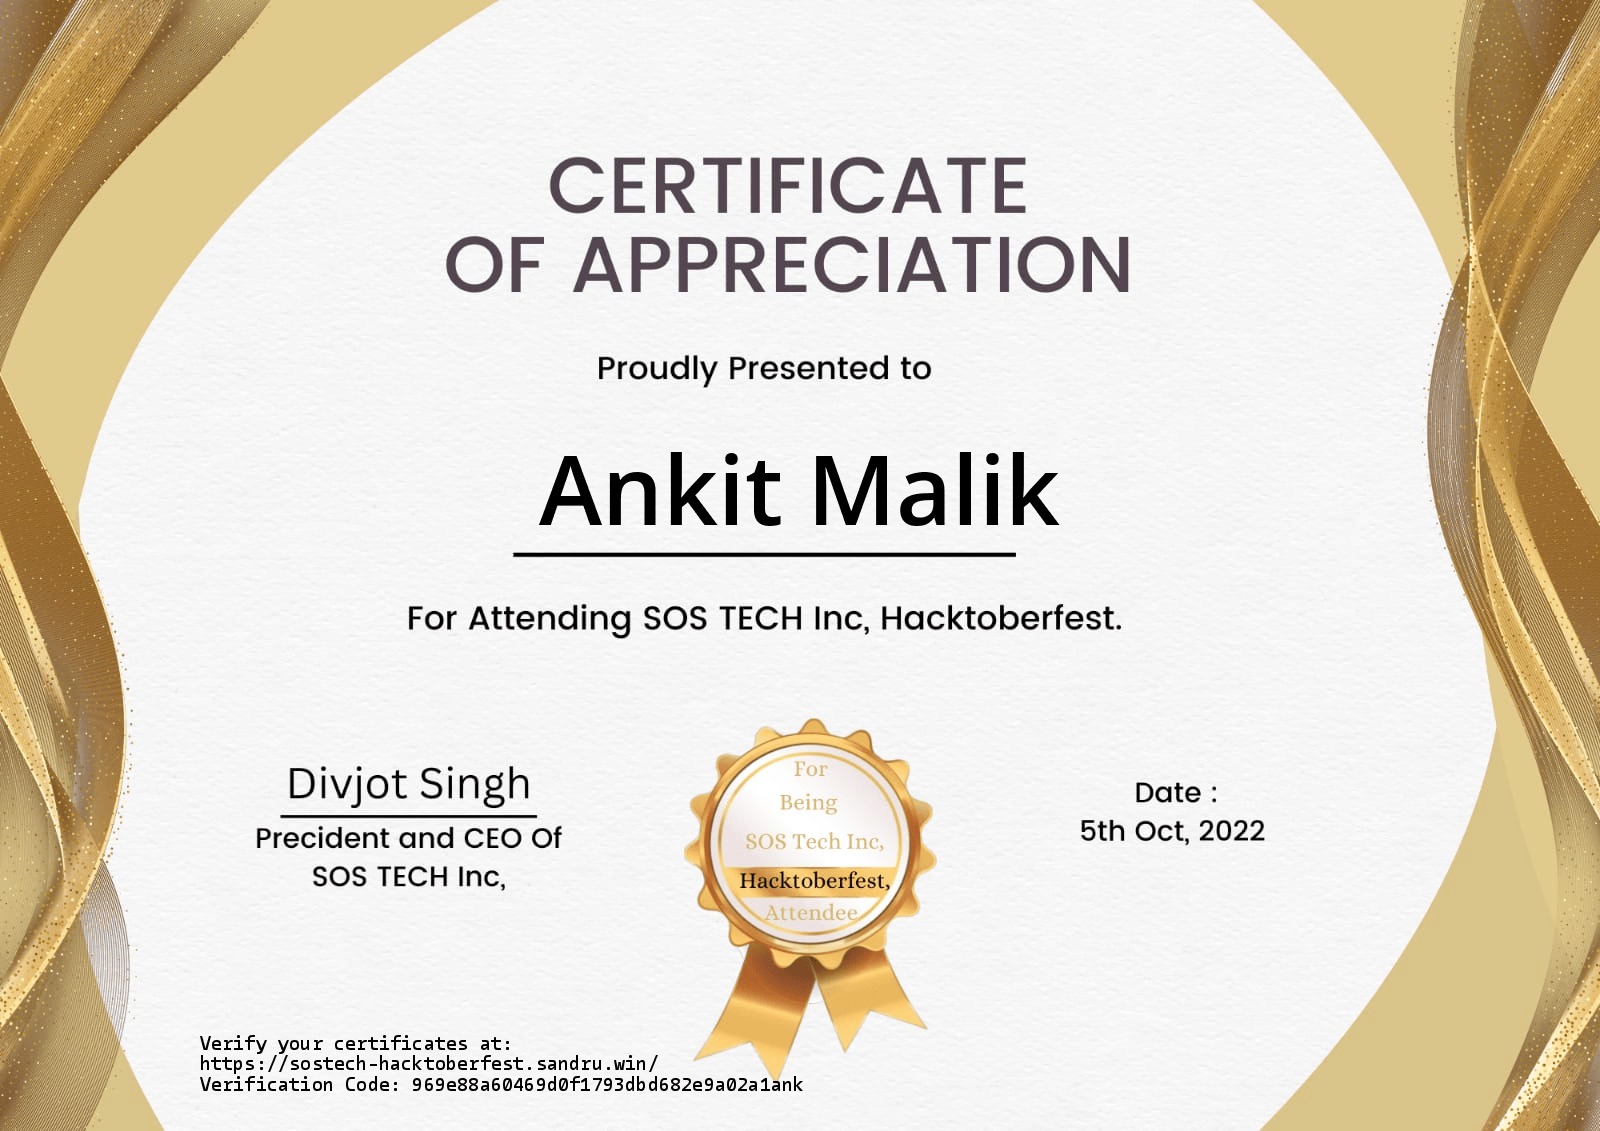 CERTIFICATE
OF APPRECIATION
Proudly Presented to
Ankit Malik
For Attending SOS TECH Inc, Hacktoberfest.
Divjot Singh
Precident and CEO Of
SOS TECH Inc,
For
Being
SOS Tech Inc,
Hacktoberfest,
Attendee
Date :
5th Oct, 2022
Verify your certificates at:
https://sostech-hacktoberfest.sandru.win/
Verification Code: 969e88a60469d0f1793dbd682e9a02a1ank